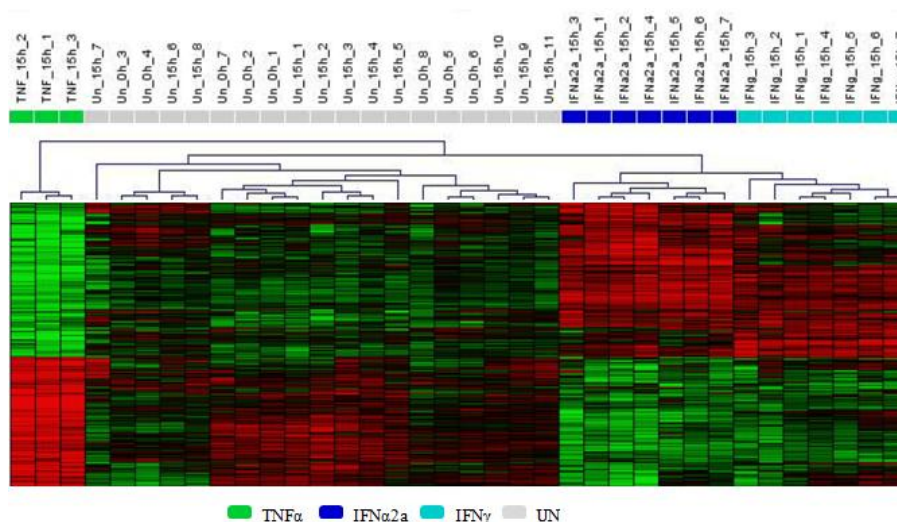 TNF_15h_2
TNF_15h_1
TNF_15h_3
Un_15h_7
Un_0h_3
Un_0h_4
Un_15h_6
Un_15h_8
Un_0h_7
Un_0h_2
Un_0h_1
Un_15h_1
Un_15h_2
Un_15h_3
Un_15h_4
Un_15h_5
Un_0h_8
Un_0h_5
Un_0h_6
Un_15h_10
Un_15h_9
Un_15h_11
IFNa2a_15h_3
IFNa2a_15h_1
IFNa2a_15h_2
IFNa2a_15h_4
IFNa2a_15h_5
IFNa2a_15h_6
IFNa2a_15h_7
IFNg_15h_3
IFNg_15h_2
IFNg_15h_1
IFNg_15h_4
IFNg_15h_5
IFNg_15h_6
TNFα IFNα2a IFNγ UN